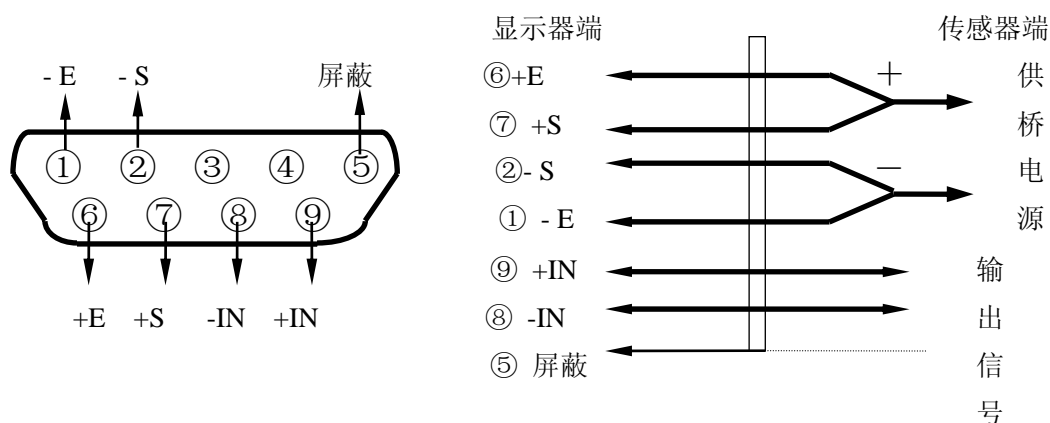 显示器端 传感器端
- E - S 屏蔽
① ② ③ ④ ⑤
⑥ ⑦ ⑧ ⑨
+E +S -IN +IN
⑥+E
⑦ +S
②- S
① - E
⑨ +IN
⑧ -IN
⑤ 屏蔽
＋
－
供
桥
电
源
输
出
信
号